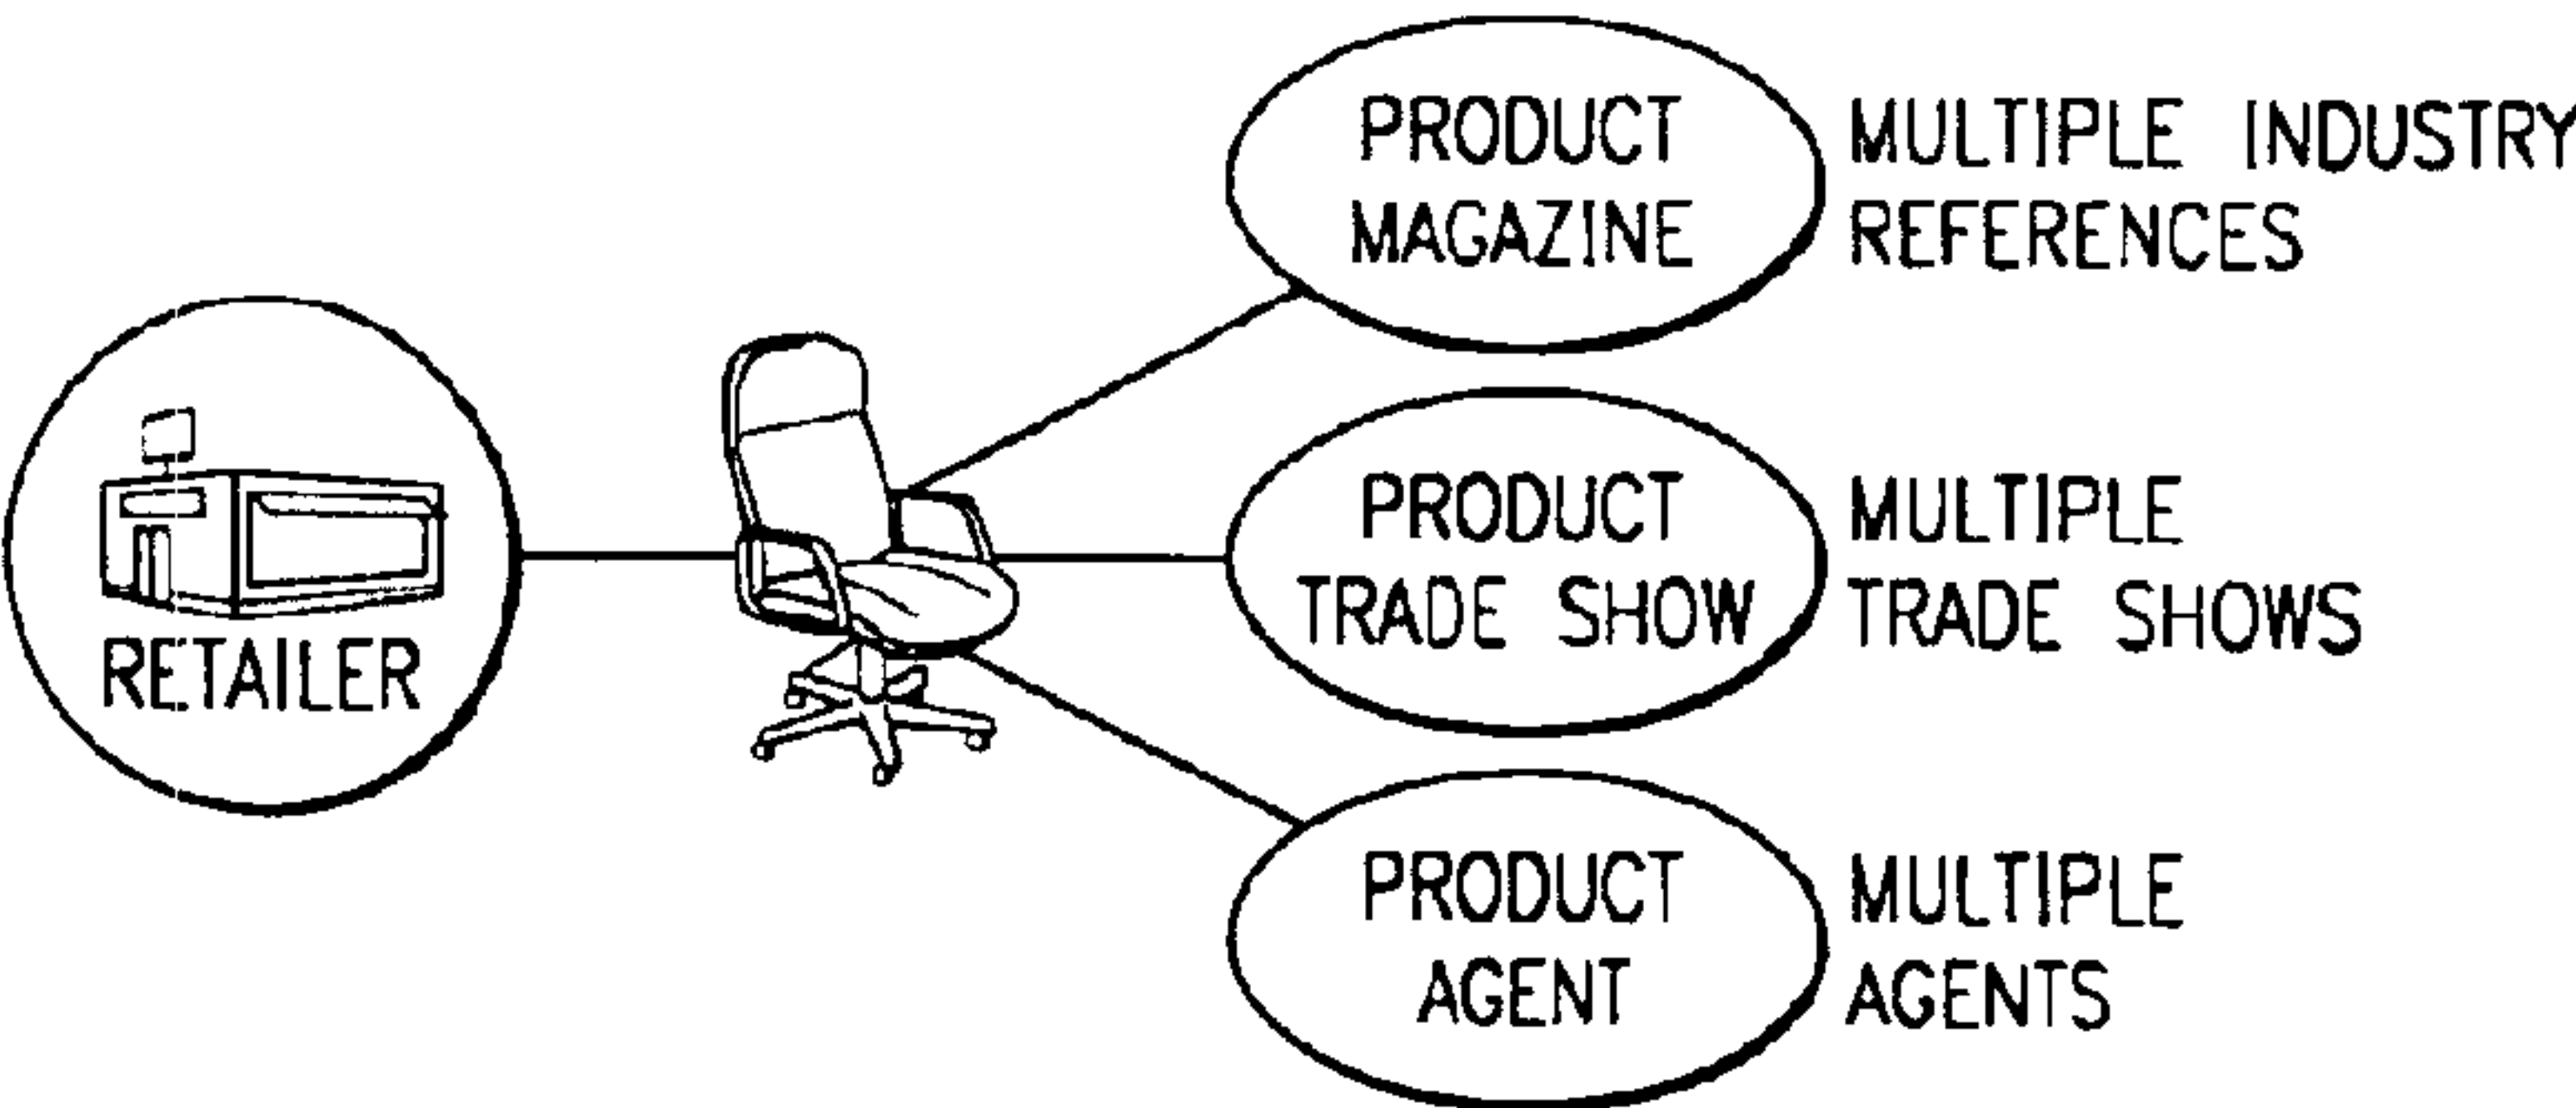 PRODUCT
MAGAZINE
MULTIPLE INDUSTRY
REFERENCES
RETAILER
PRODUCT
TRADE SHOW
MULTIPLE
TRADE SHOWS
PRODUCT
AGENT
MULTIPLE
AGENTS